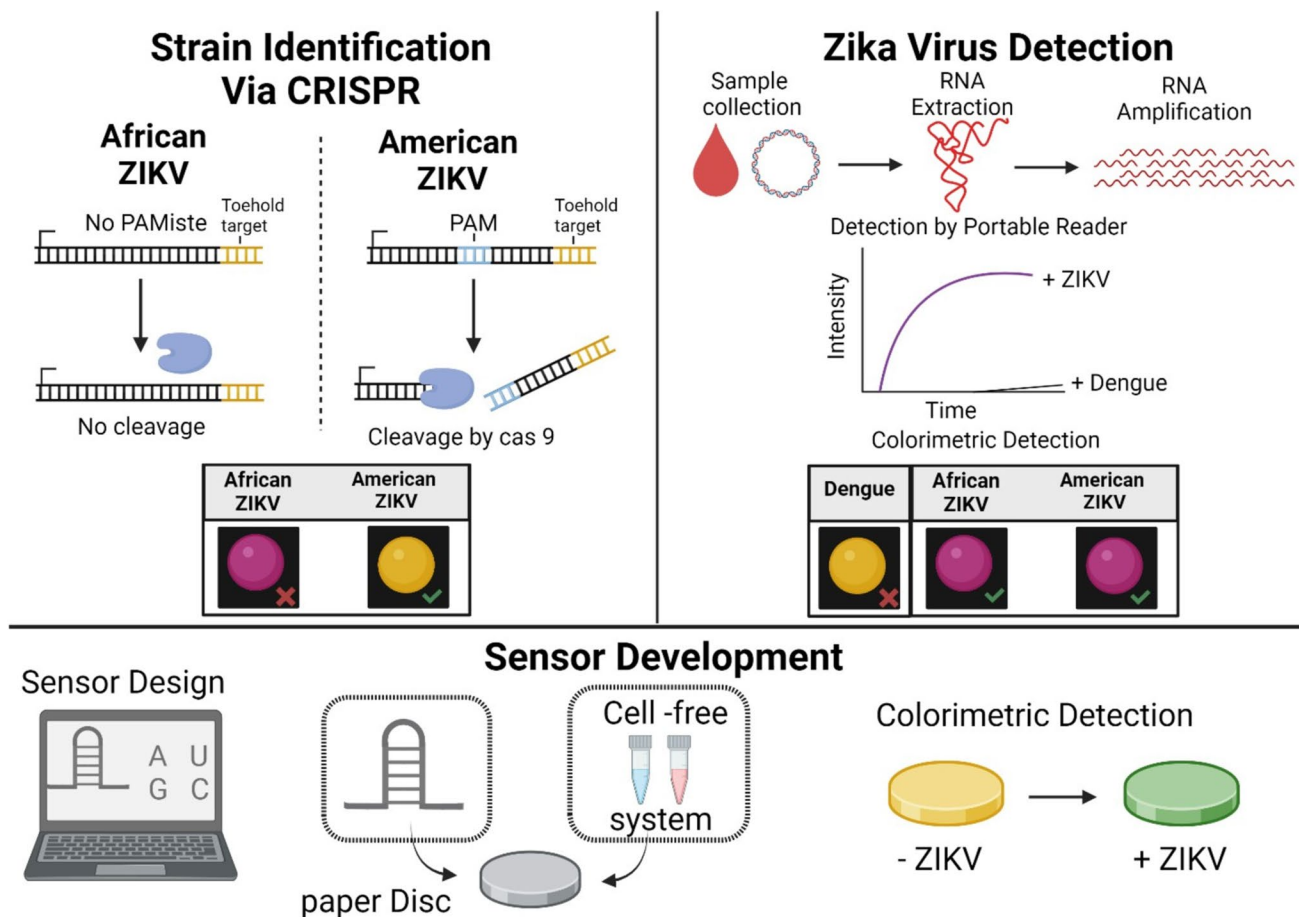 Strain Identification
Via CRISPR
African
ZIKV
American
ZIKV
No PAMiste
Toehold
target
PAM
Toehold
target
No cleavage
Cleavage by cas 9
African
ZIKV
American
ZIKV
Zika Virus Detection
Sample
collection
RNA
Extraction
RNA
Amplification
Detection by Portable Reader
Intensity
+ ZIKV
+ Dengue
Time
Colorimetric Detection
Dengue
African
ZIKV
American
ZIKV
Sensor Development
Sensor Design
A U
G C
Cell -free
system
paper Disc
Colorimetric Detection
- ZIKV
+ ZIKV